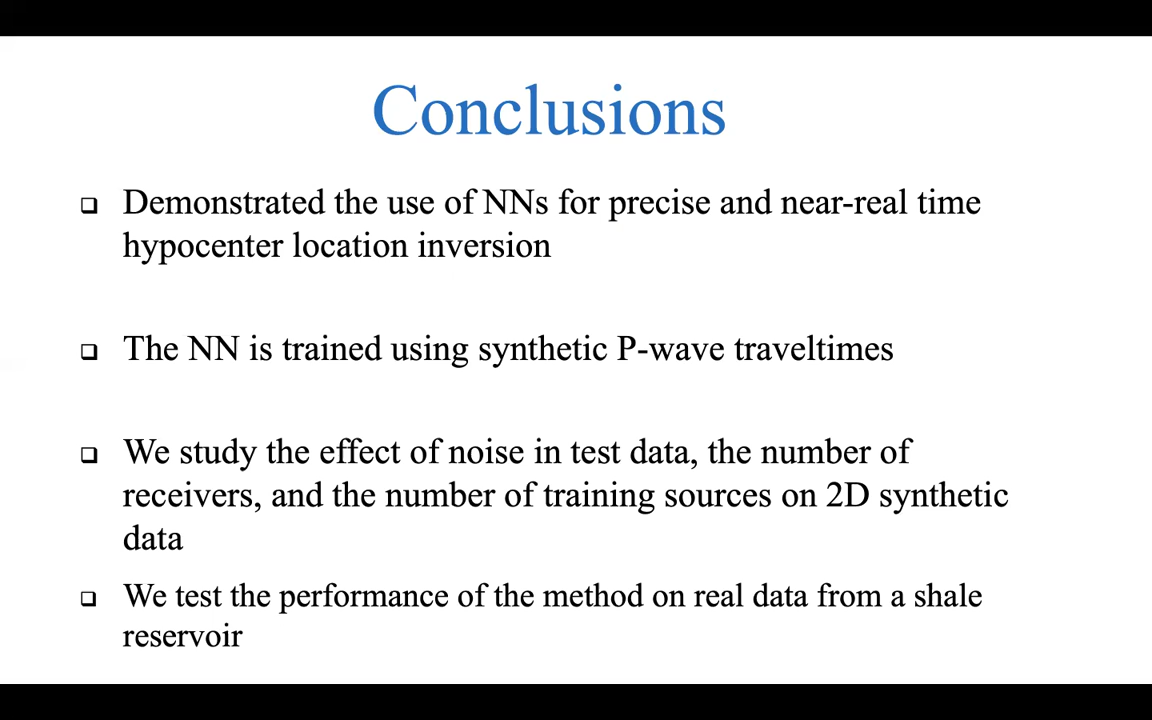 Conclusions
Demonstrated the use of NNs for precise and near-real time
hypocenter location inversion
The NN is trained using synthetic P-wave traveltimes
We study the effect of noise in test data, the number of
receivers, and the number of training sources on 2D synthetic
data
We test the performance of the method on real data from a shale
reservoir